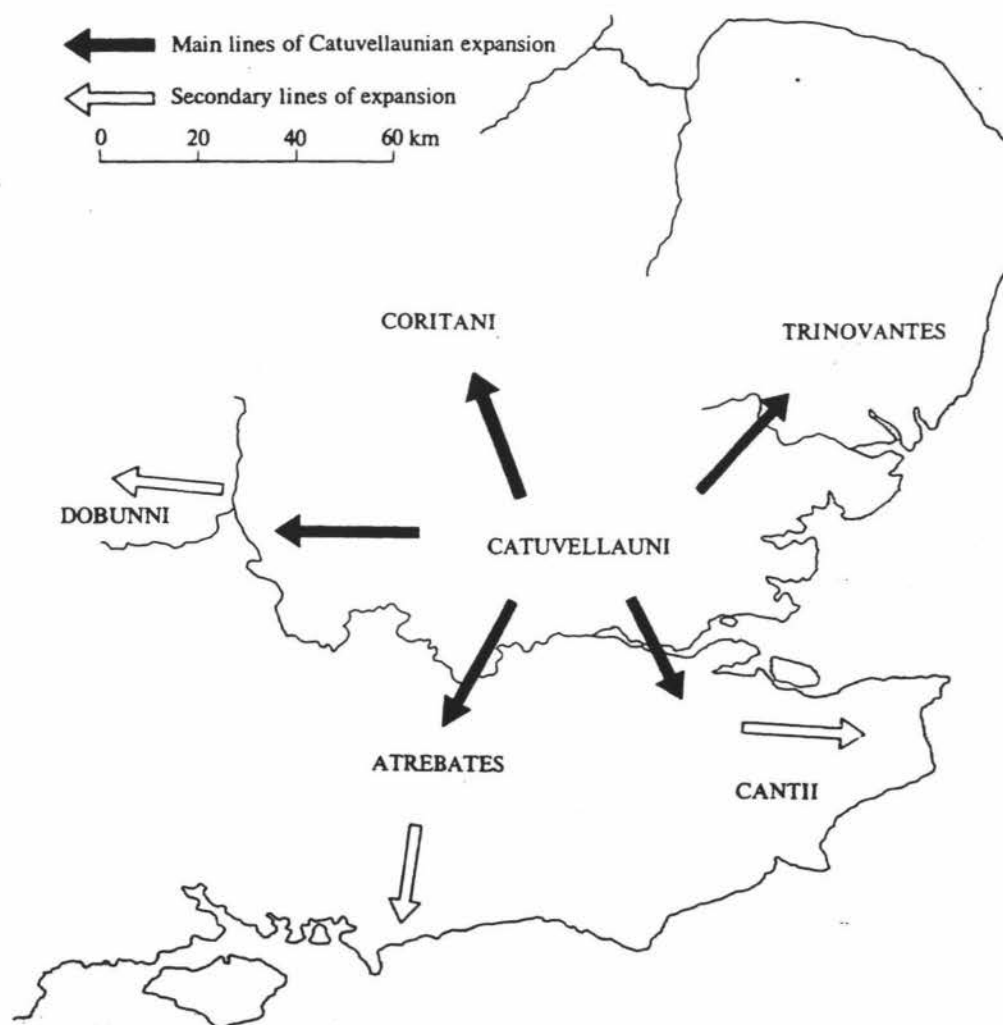 Main lines of Catuvellaunian expansion
Secondary lines of expansion
0 20 40 60 km
CORITANI
TRINOVANTES
DOBUNNI
CATUVELLAUNI
ATREBATES
CANTII